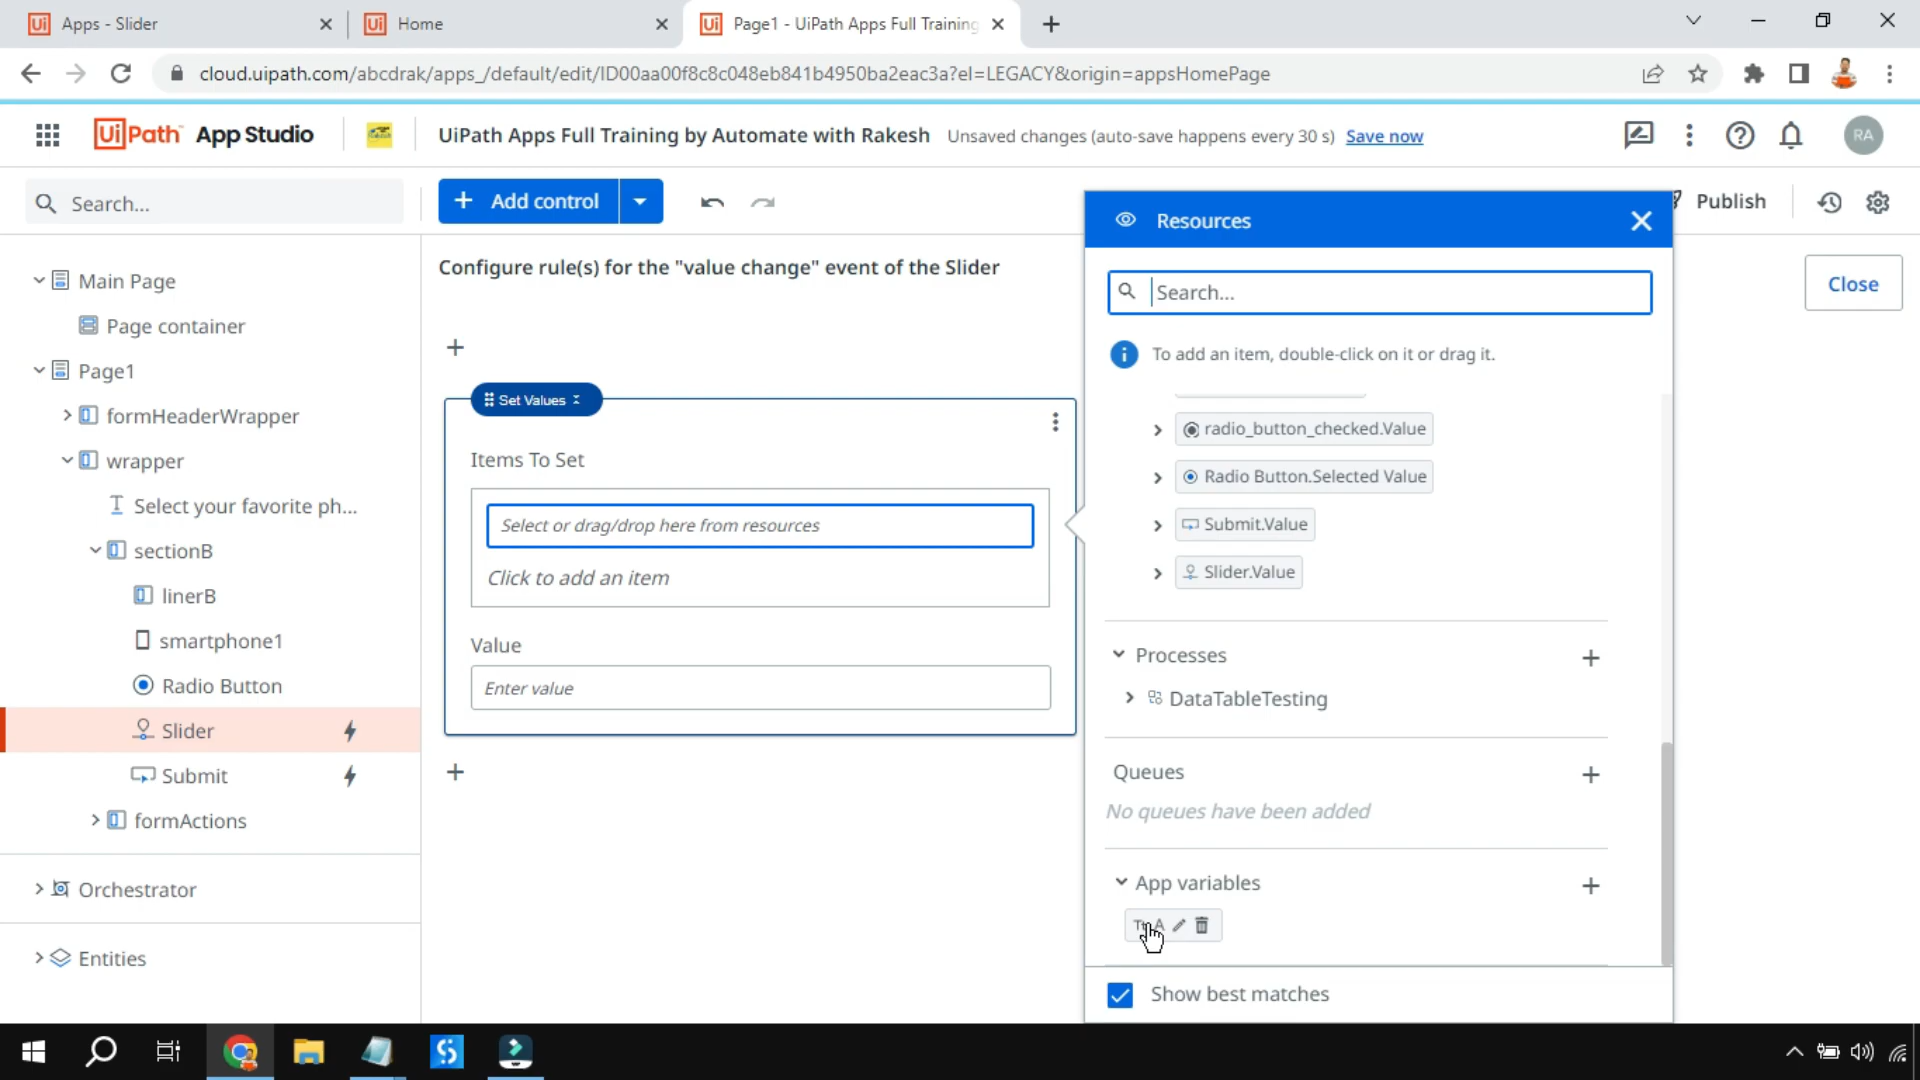 Apps - Slider
Home
Page1 - UiPath Apps Full Training
cloud.uipath.com/abcdrak/apps_/default/edit/ID00aa00f8c8c048eb841b4950ba2eac3a?el=LEGACY&origin=appsHomePage
UiPath App Studio
UiPath Apps Full Training by Automate with Rakesh
Unsaved changes (auto-save happens every 30 s) Save now
RA
Search...
Add control
Publish
Main Page
Page container
Page1
formHeaderWrapper
wrapper
Select your favorite ph...
sectionB
linerB
smartphone1
Radio Button
Slider
Submit
formActions
Orchestrator
Entities
Configure rule(s) for the "value change" event of the Slider
Close
Set Values
Items To Set
Select or drag/drop here from resources
Click to add an item
Value
Enter value
Resources
Search...
To add an item, double-click on it or drag it.
radio_button_checked.Value
Radio Button.Selected Value
Submit.Value
Slider.Value
Processes
DataTableTesting
Queues
No queues have been added
App variables
A
Show best matches